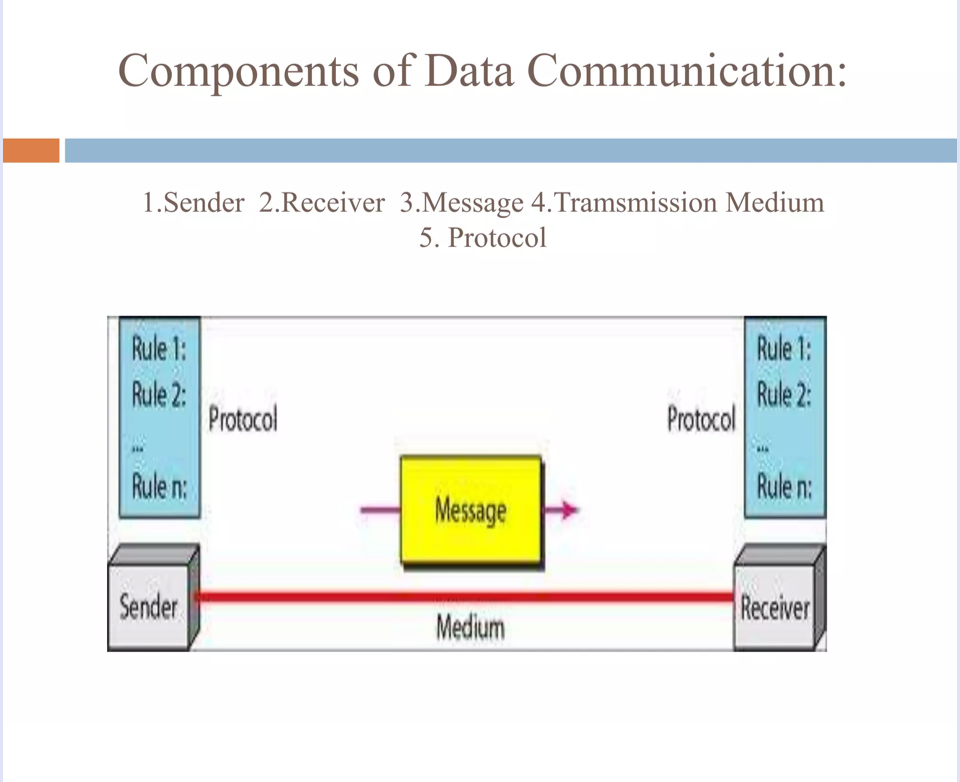 Components of Data Communication:
1.Sender 2.Receiver 3.Message 4.Tramsmission Medium
5. Protocol
Rule 1:
Rule 2:
...
Rule n:
Protocol
Message
Protocol
Rule 1:
Rule 2:
...
Rule n:
Sender
Medium
Receiver